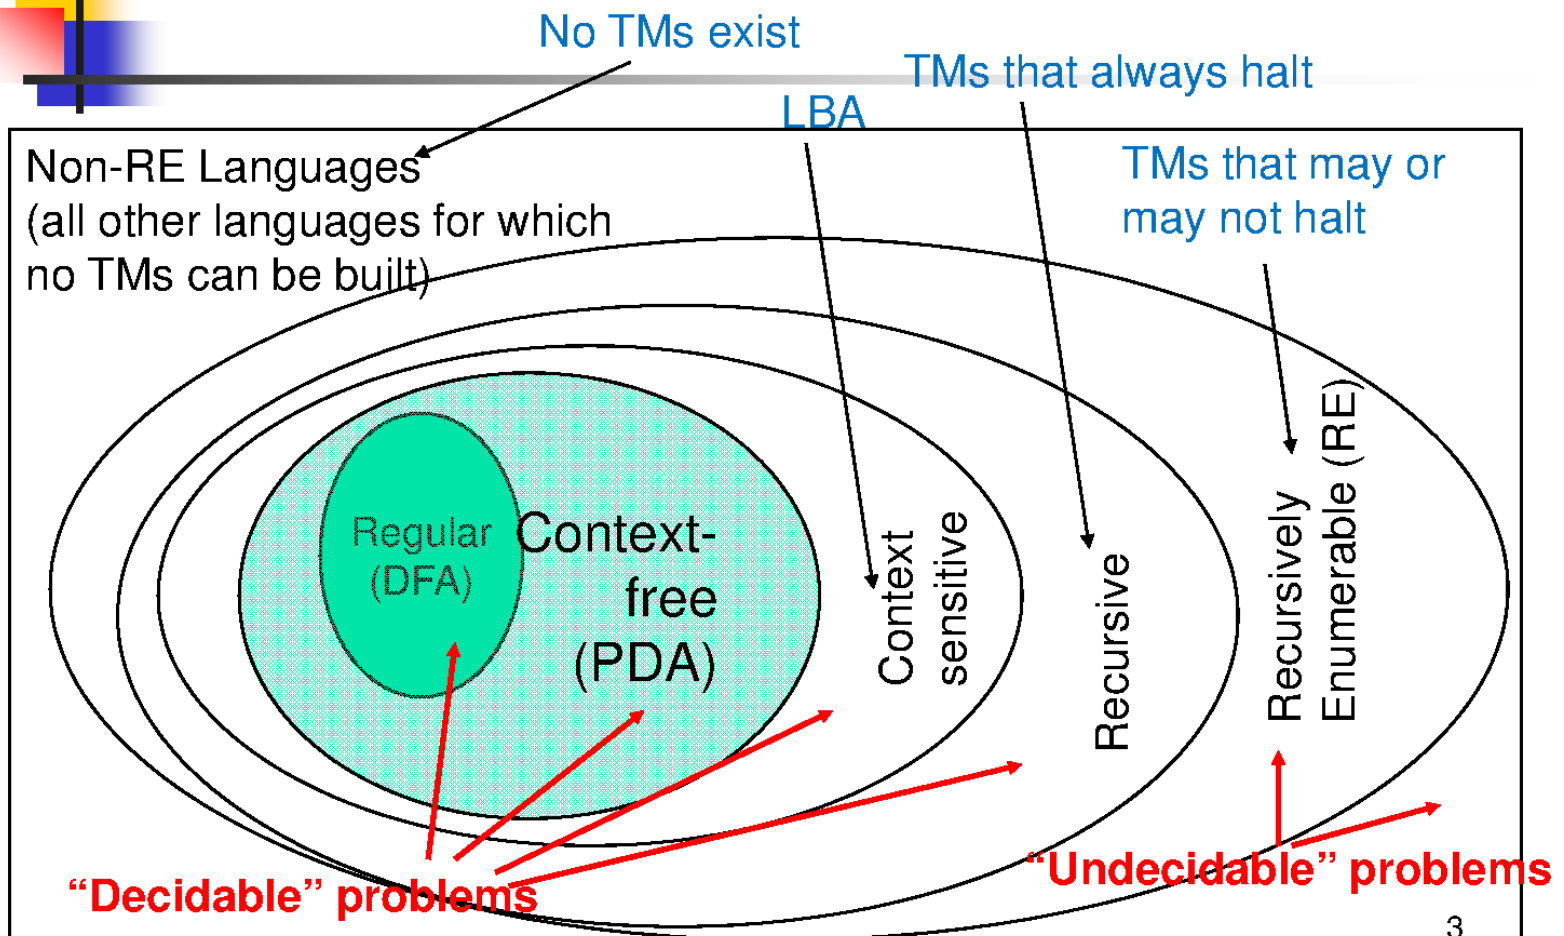 No TMs exist
TMs that always halt
LBA
Non-RE Languages
(all other languages for which
no TMs can be built)
TMs that may or
may not halt
Regular
(DFA)
Context-
free
(PDA)
Context
sensitive
Recursive
Recursively
Enumerable (RE)
“Decidable” problems
“Undecidable” problems
3